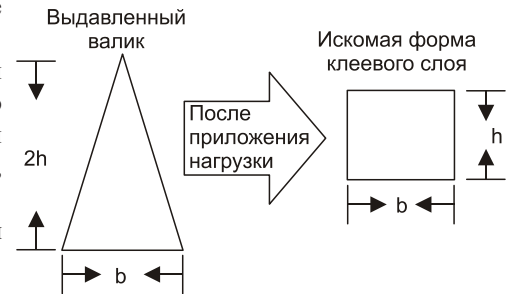 Выдавленный
валик
2h
b
После
приложения
нагрузки
Искомая форма
клеевого слоя
h
b